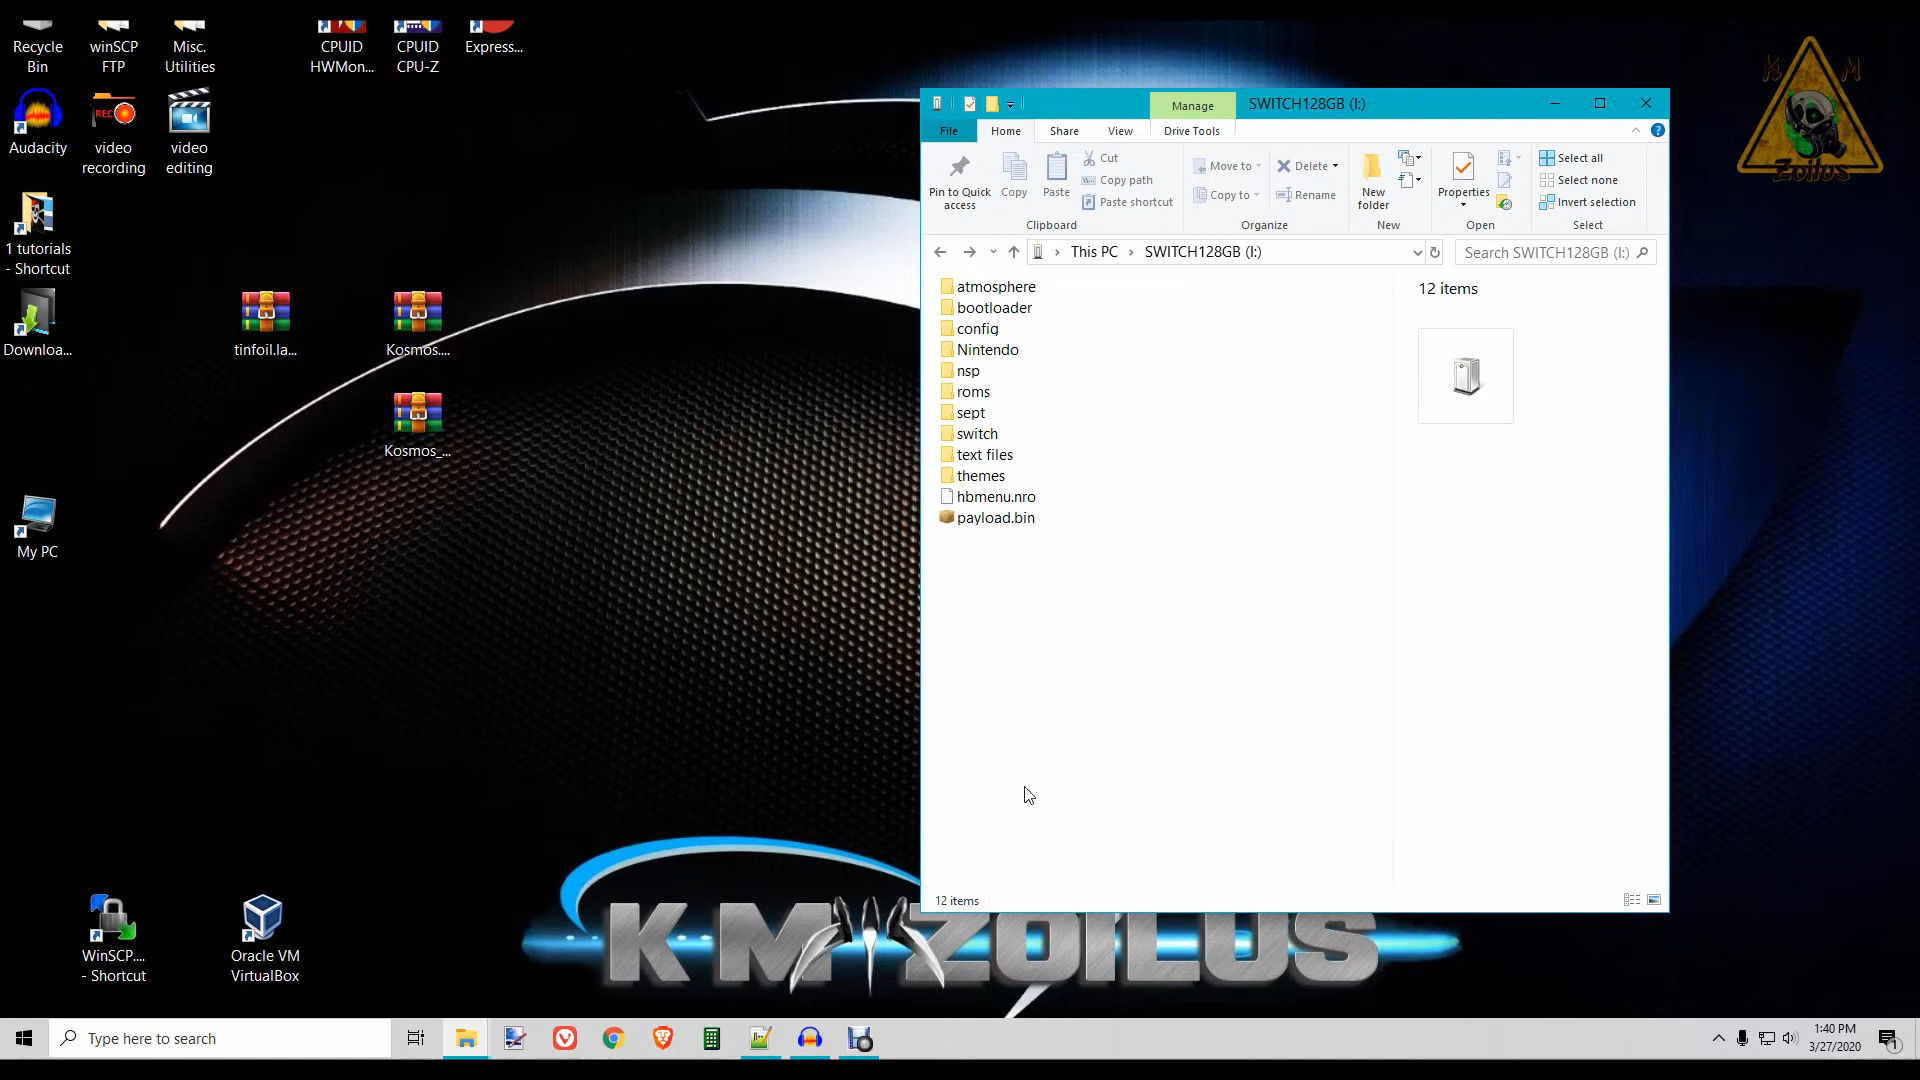 Recycle
Bin
winSCP
FTP
Misc.
Utilities
CPUID
HWMon...
CPUID
CPU-Z
Express...
Audacity
REC
video
recording
video
editing
1 tutorials
- Shortcut
Downloa...
tinfoil.la...
Kosmos....
Kosmos_...
My PC
WinSCP....
- Shortcut
Oracle VM
VirtualBox
K M
Zoilus
Manage
SWITCH128GB (I:)
File
Home
Share
View
Drive Tools
Pin to Quick
access
Copy
Paste
Cut
Copy path
Paste shortcut
Clipboard
Move to
Copy to
Delete
Rename
Organize
New
folder
New
Properties
Open
Select all
Select none
Invert selection
Select
This PC
SWITCH128GB (I:)
Search SWITCH128GB (I:)
atmosphere
bootloader
config
Nintendo
nsp
roms
sept
switch
text files
themes
hbmenu.nro
payload.bin
12 items
12 items
K M ZOILUS
Type here to search
1:40 PM
3/27/2020
1